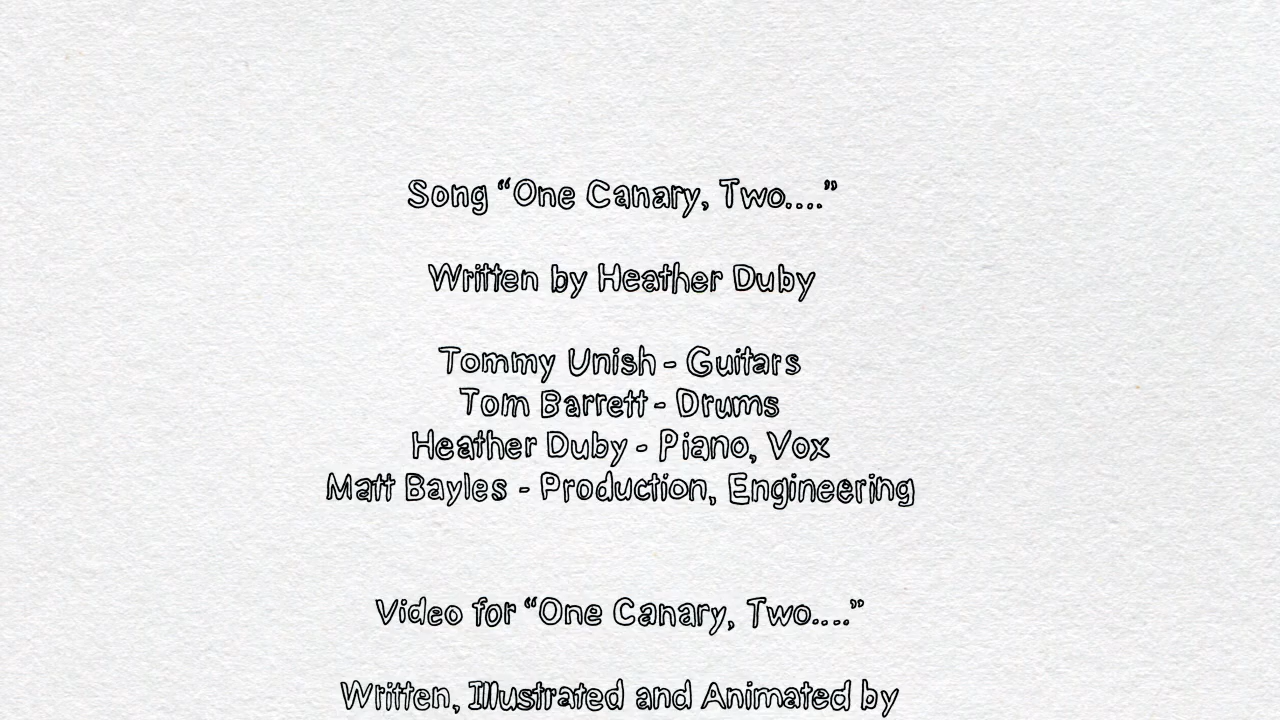 Song “One Canary, Two....”
Written by Heather Duby
Tommy Unish - Guitars
Tom Barrett - Drums
Heather Duby - Piano, Vox
Matt Bayles - Production, Engineering
Video for “One Canary, Two....”
Written, Illustrated and Animated by